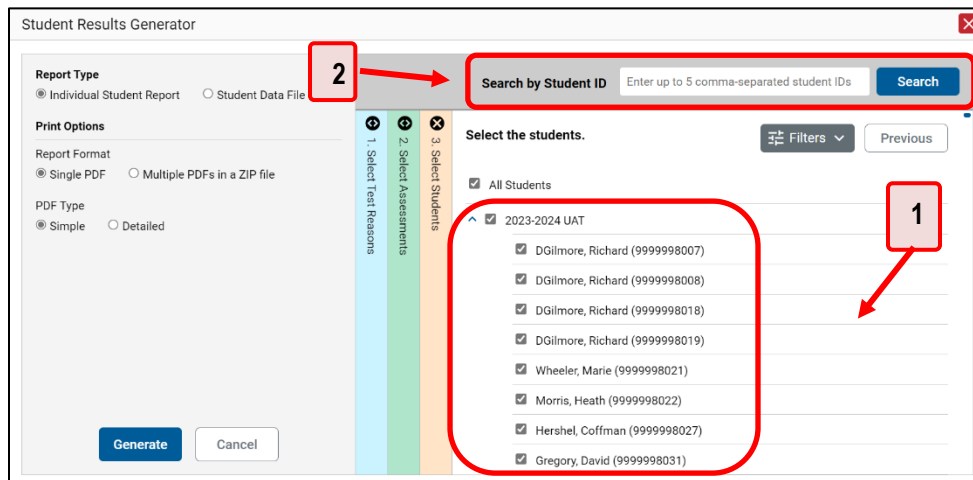 Student Results Generator
Report Type
Individual Student Report Student Data File
Print Options
Report Format
Single PDF Multiple PDFs in a ZIP file
PDF Type
Simple Detailed
Generate Cancel
2
Search by Student ID Enter up to 5 comma-separated student IDs Search
1. Select Test Reasons
2. Select Assessments
3. Select Students
Select the students. Filters Previous
All Students
2023-2024 UAT
DGilmore, Richard (9999998007)
DGilmore, Richard (9999998008)
DGilmore, Richard (9999998018)
DGilmore, Richard (9999998019)
Wheeler, Marie (9999998021)
Morris, Heath (9999998022)
Hershel, Coffman (9999998027)
Gregory, David (9999998031)
1